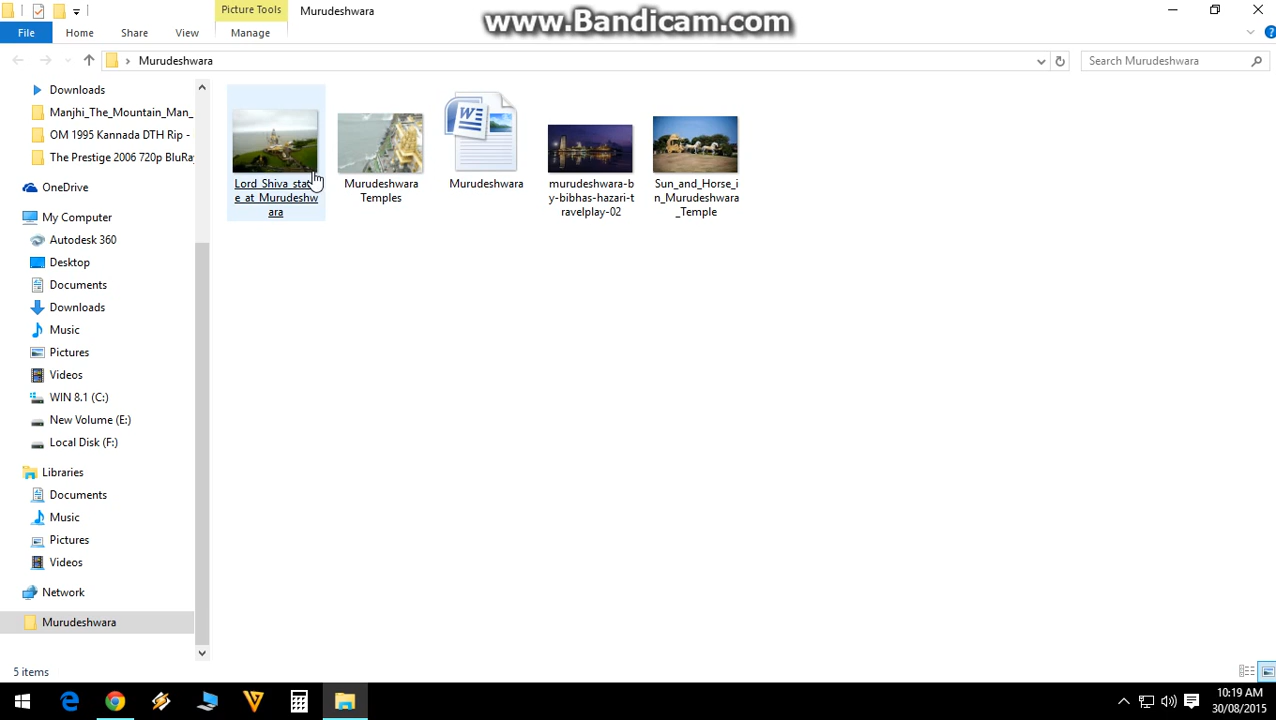 Picture Tools
Murudeshwara
www.Bandicam.com
File
Home
Share
View
Manage
Murudeshwara
Search Murudeshwara
Downloads
Manjhi_The_Mountain_Man_
OM 1995 Kannada DTH Rip -
The Prestige 2006 720p BluRa
OneDrive
My Computer
Autodesk 360
Desktop
Documents
Downloads
Music
Pictures
Videos
WIN 8.1 (C:)
New Volume (E:)
Local Disk (F:)
Libraries
Documents
Music
Pictures
Videos
Network
Murudeshwara
Lord_Shiva_statu
e_at_Murudeshw
ara
Murudeshwara
Temples
Murudeshwara
murudeshwara-b
y-bibhas-hazari-t
ravelplay-02
Sun_and_Horse_i
n_Murudeshwara
_Temple
5 items
10:19 AM
30/08/2015